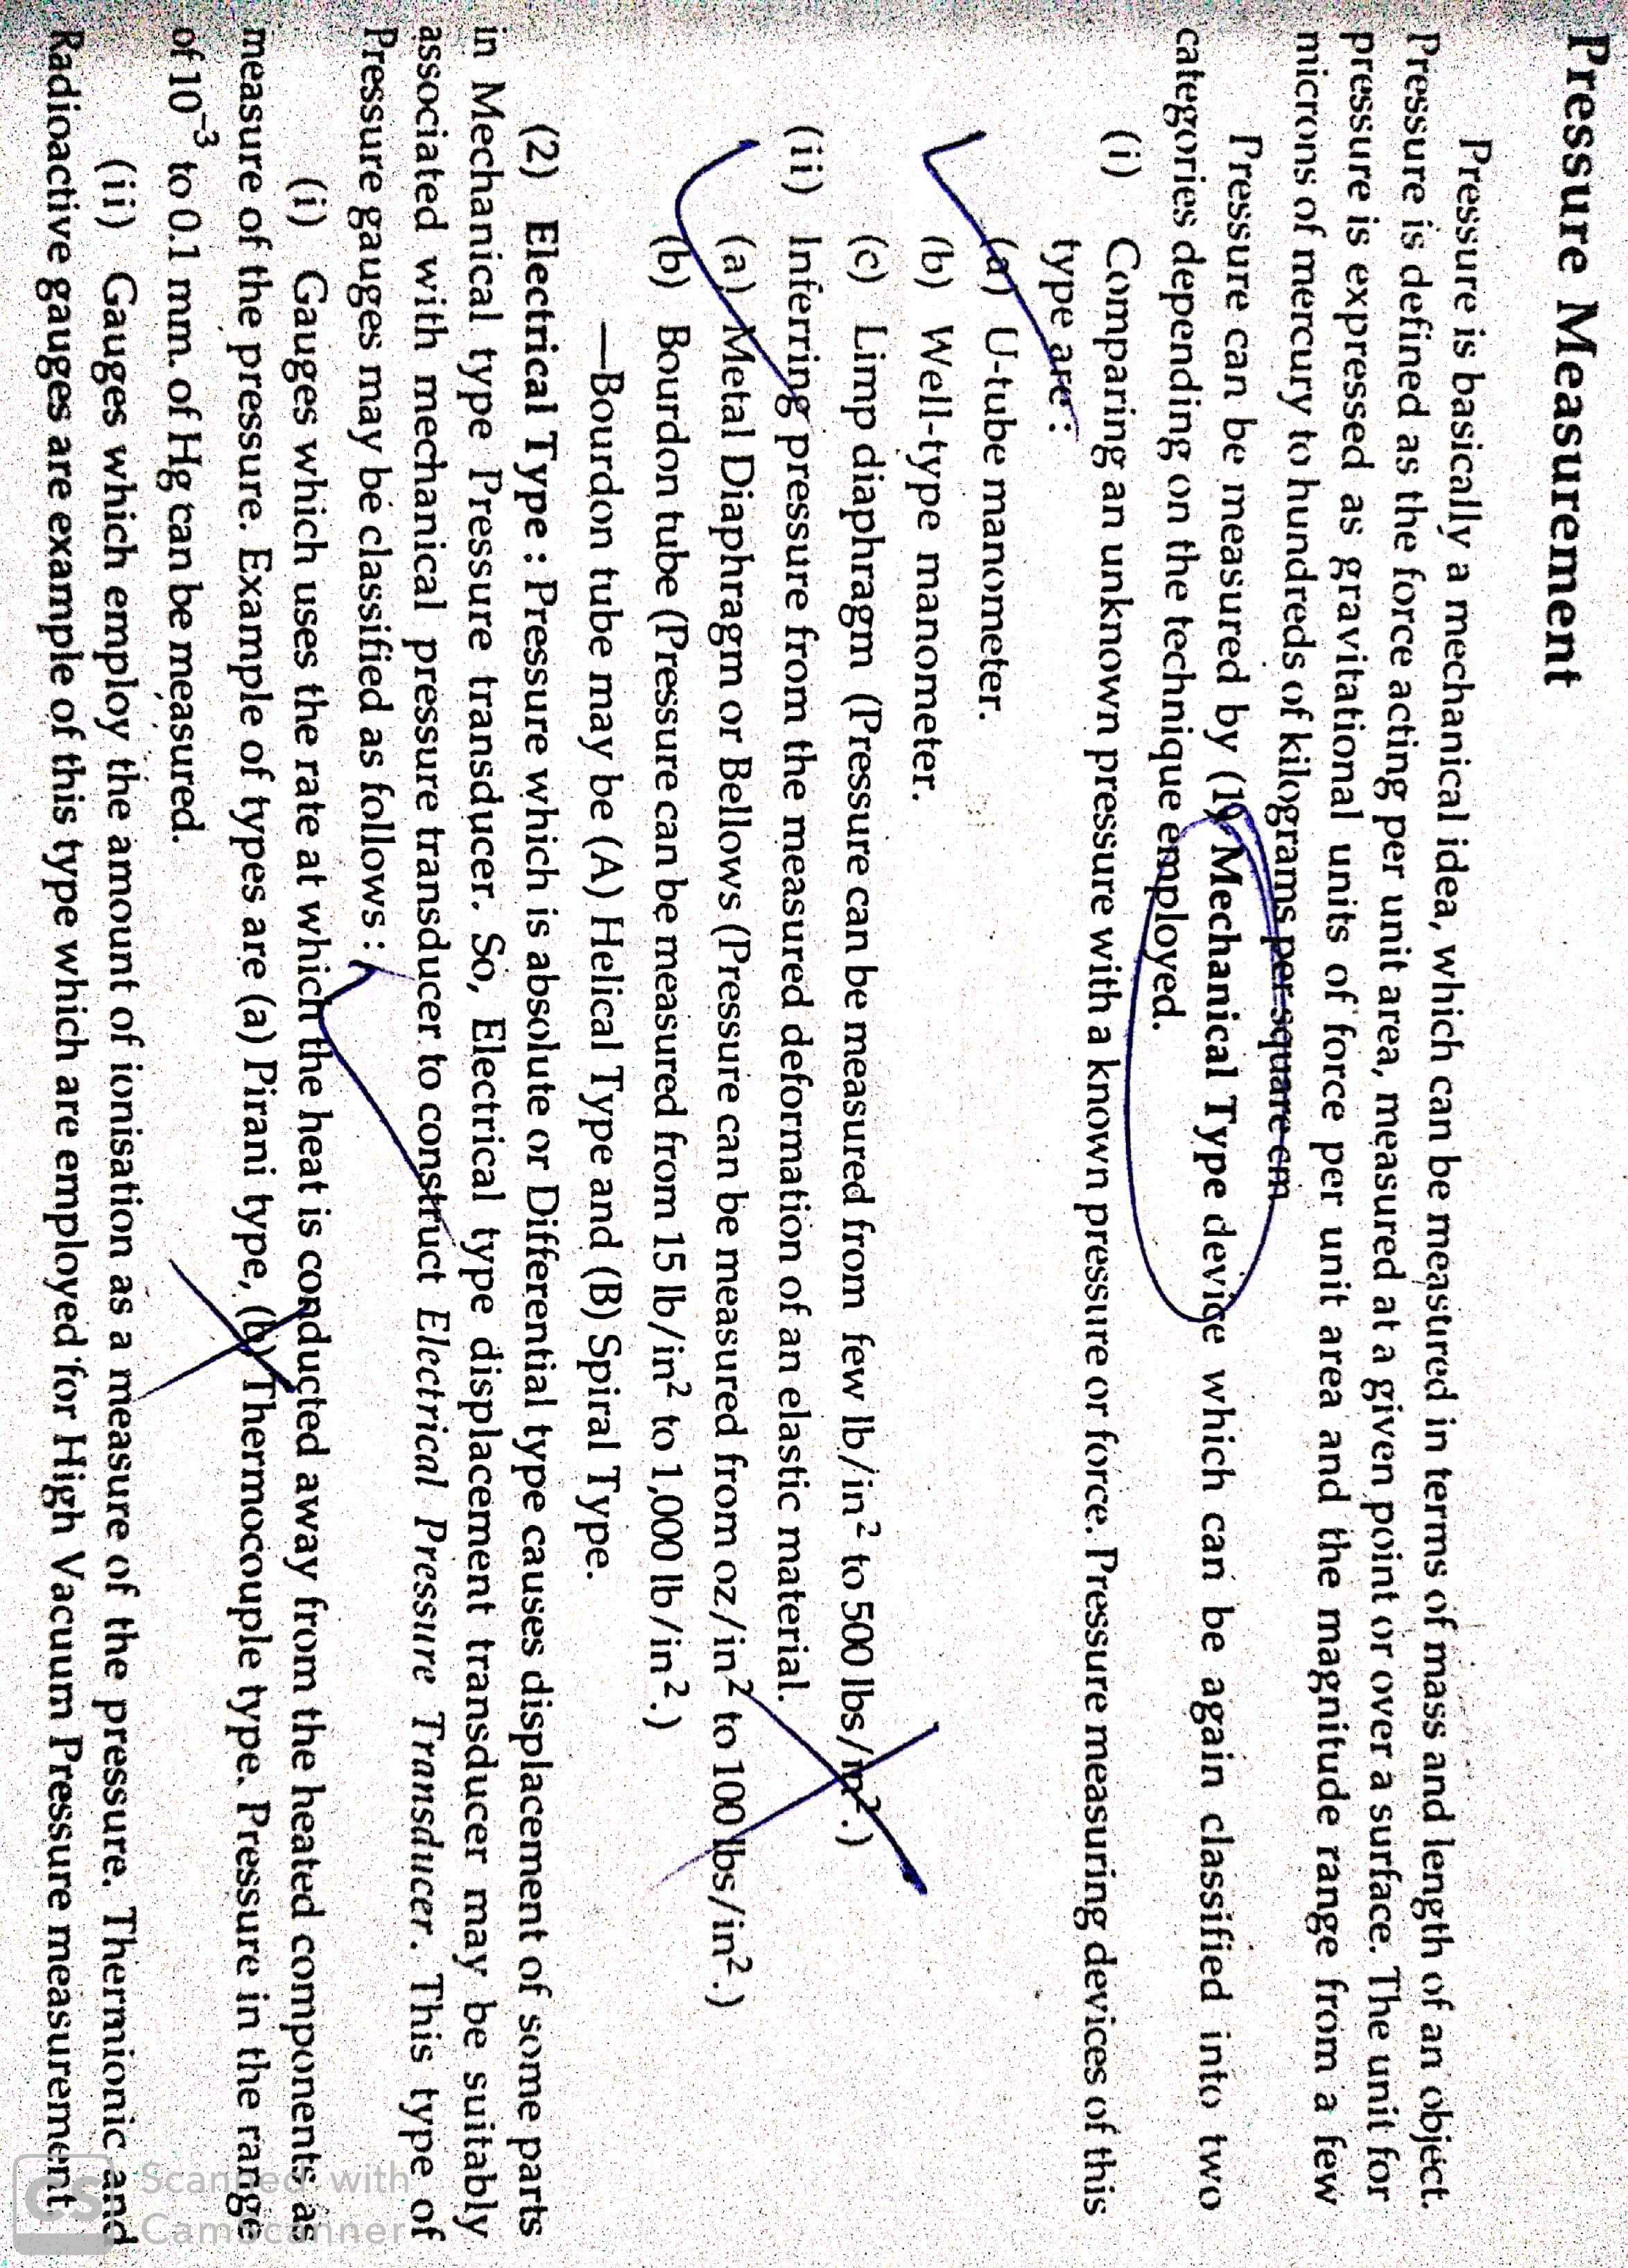 Pressure Measurement
Pressure is basically a mechanical idea, which can be measured in terms of mass and length of an object.
Pressure is defined as the force acting per unit area, measured at a given point or over a surface. The unit for
pressure is expressed as gravitational units of force per unit area and the magnitude range from a few
microns of mercury to hundreds of kilograms per square cm.
Pressure can be measured by (1) Mechanical Type device which can be again classified into two
categories depending on the technique employed.
(i) Comparing an unknown pressure with a known pressure or force. Pressure measuring devices of this
type are :
(a) U-tube manometer.
(b) Well-type manometer.
(c) Limp diaphragm (Pressure can be measured from few lb/in² to 500 lbs/in².)
(ii) Inferring pressure from the measured deformation of an elastic material.
(a) Metal Diaphragm or Bellows (Pressure can be measured from oz/in² to 100 lbs/in².)
(b) Bourdon tube (Pressure can be measured from 15 lb/in² to 1,000 lb/in².)
—Bourdon tube may be (A) Helical Type and (B) Spiral Type.
(2) Electrical Type : Pressure which is absolute or Differential type causes displacement of some parts
in Mechanical type Pressure transducer. So, Electrical type displacement transducer may be suitably
associated with mechanical pressure transducer to construct Electrical Pressure Transducer. This type of
Pressure gauges may be classified as follows :
(i) Gauges which uses the rate at which the heat is conducted away from the heated components as
measure of the pressure. Example of types are (a) Pirani type, (b) Thermocouple type. Pressure in the range
of 10⁻³ to 0.1 mm. of Hg can be measured.
(ii) Gauges which employ the amount of ionisation as a measure of the pressure. Thermionic and
Radioactive gauges are example of this type which are employed for High Vacuum Pressure measurement.
CS Scanned with
CamScanner